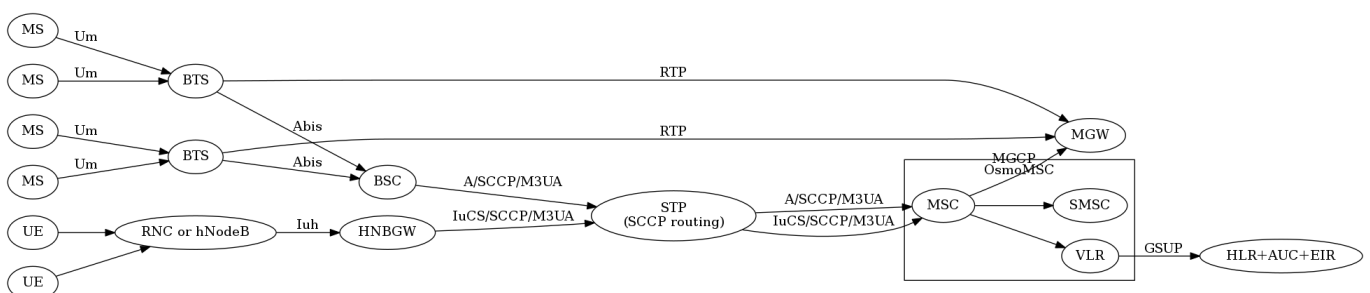 MS
Um
MS
Um
BTS
RTP
MS
Um
MS
Um
BTS
Abis
Abis
RTP
MGW
BSC
A/SCCP/M3UA
MGCP
OsmoMSC
STP
(SCCP routing)
A/SCCP/M3UA
IuCS/SCCP/M3UA
MSC
SMSC
UE
RNC or hNodeB
Iuh
HNBGW
IuCS/SCCP/M3UA
VLR
GSUP
HLR+AUC+EIR
UE